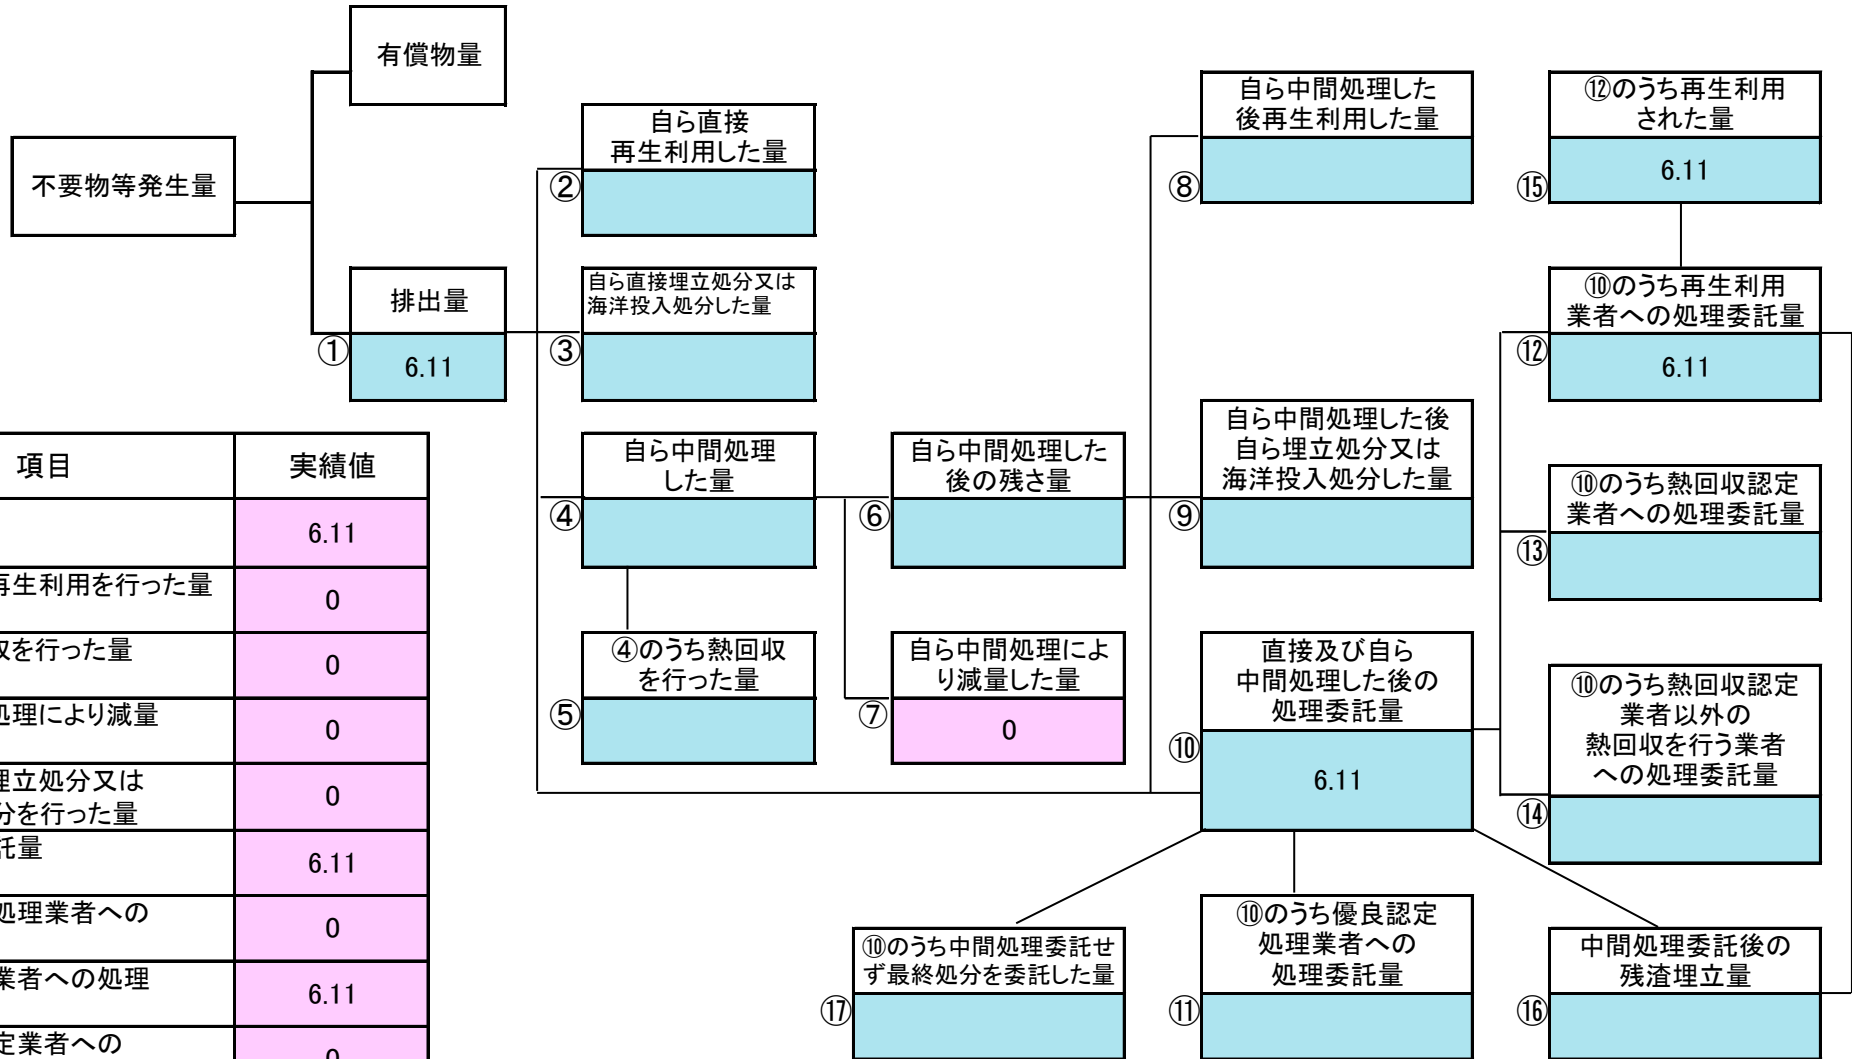 有償物量
不要物等発生量
排出量
①
6.11
自ら直接
再生利用した量
②
自ら直接埋立処分又は
海洋投入処分した量
③
自ら中間処理
した量
④
④のうち熱回収
を行った量
⑤
自ら中間処理した
後の残さ量
⑥
自ら中間処理によ
り減量した量
⑦
0
自ら中間処理した
後再生利用した量
⑧
自ら中間処理した後
自ら埋立処分又は
海洋投入処分した量
⑨
直接及び自ら
中間処理した後の
処理委託量
⑩
6.11
⑫のうち再生利用
された量
⑮
6.11
⑩のうち再生利用
業者への処理委託量
⑫
6.11
⑩のうち熱回収認定
業者への処理委託量
⑬
⑩のうち熱回収認定
業者以外の
熱回収を行う業者
への処理委託量
⑭
⑩のうち中間処理委託せ
ず最終処分を委託した量
⑰
⑩のうち優良認定
処理業者への
処理委託量
⑪
中間処理委託後の
残渣埋立量
⑯
項目 実績値
6.11
再生利用を行った量 0
を行った量 0
処理により減量 0
埋立処分又は
分を行った量 0
託量 6.11
処理業者への 0
業者への処理 6.11
定業者への 0